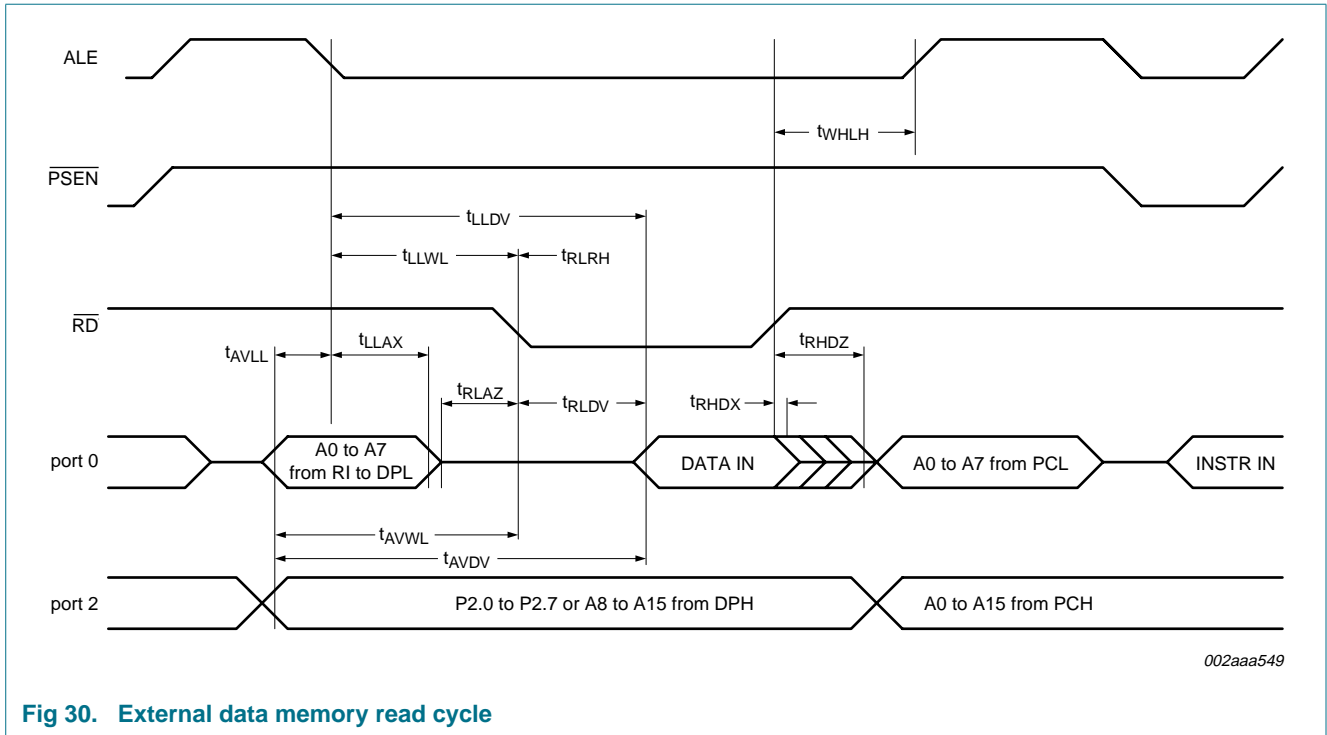 ALE
tWHLH
PSEN
tLLDV
tLLWL
tRLRH
RD
tAVLL
tLLAX
tRHDZ
tRLAZ
tRLDV
tRHDX
port 0
A0 to A7
from RI to DPL
DATA IN
A0 to A7 from PCL
INSTR IN
tAVWL
tAVDV
port 2
P2.0 to P2.7 or A8 to A15 from DPH
A0 to A15 from PCH
002aaa549
Fig 30. External data memory read cycle